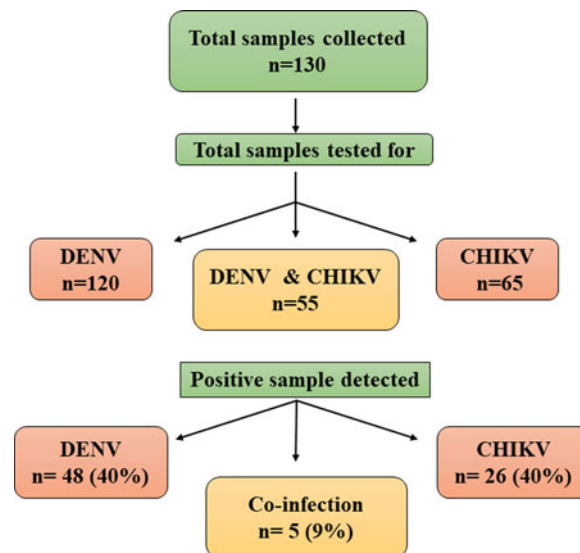 Total samples collected
n=130
Total samples tested for
DENV
n=120
DENV & CHIKV
n=55
CHIKV
n=65
Positive sample detected
DENV
n= 48 (40%)
Co-infection
n= 5 (9%)
CHIKV
n= 26 (40%)